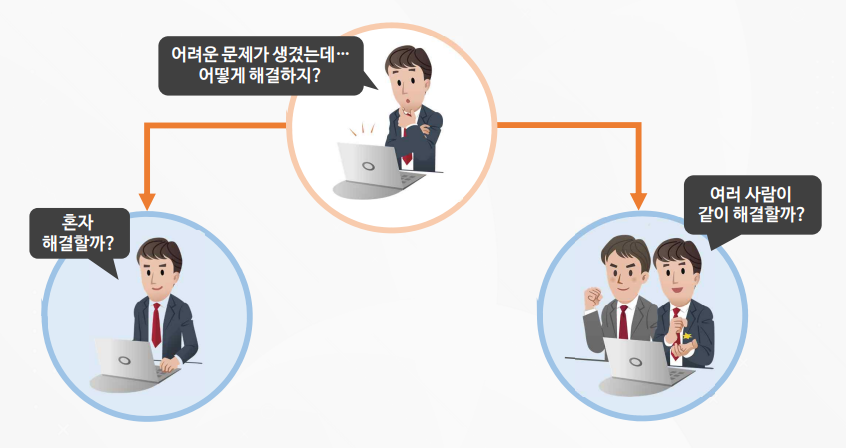 어려운 문제가 생겼는데…
어떻게 해결하지?
혼자
해결할까?
여러 사람이
같이 해결할까?